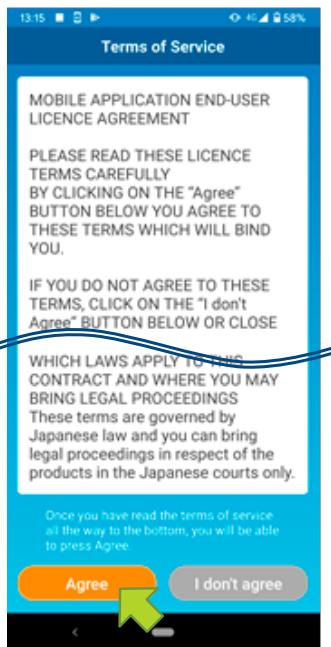 13:15 4G 58%
Terms of Service
MOBILE APPLICATION END-USER
LICENCE AGREEMENT
PLEASE READ THESE LICENCE
TERMS CAREFULLY
BY CLICKING ON THE "Agree"
BUTTON BELOW YOU AGREE TO
THESE TERMS WHICH WILL BIND
YOU.
IF YOU DO NOT AGREE TO THESE
TERMS, CLICK ON THE "I don't
Agree" BUTTON BELOW OR CLOSE
WHICH LAWS APPLY TO THIS
CONTRACT AND WHERE YOU MAY
BRING LEGAL PROCEEDINGS
These terms are governed by
Japanese law and you can bring
legal proceedings in respect of the
products in the Japanese courts only.
Once you have read the terms of service
all the way to the bottom, you will be able
to press Agree.
Agree I don't agree